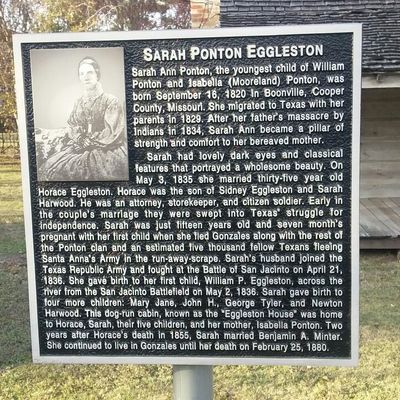 SARAH PONTON EGGLESTON
Sarah Ann Ponton, the youngest child of William
Ponton and Isabella (Mooreland) Ponton, was
born September 16, 1820 in Boonville, Cooper
County, Missouri. She migrated to Texas with her
parents in 1829. After her father's massacre by
Indians in 1834, Sarah Ann became a pillar of
strength and comfort to her bereaved mother.
Sarah had lovely dark eyes and classical
features that portrayed a wholesome beauty. On
May 3, 1835 she married thirty-five year old
Horace Eggleston. Horace was the son of Sidney Eggleston and Sarah
Harwood. He was an attorney, storekeeper, and citizen soldier. Early in
the couple's marriage they were swept into Texas' struggle for
independence. Sarah was just fifteen years old and seven month's
pregnant with her first child when she fled Gonzales along with the rest of
the Ponton clan and an estimated five thousand fellow Texans fleeing
Santa Anna's Army in the run-away-scrape. Sarah's husband joined the
Texas Republic Army and fought at the Battle of San Jacinto on April 21,
1836. She gave birth to her first child, William P. Eggleston, across the
river from the San Jacinto Battlefield on May 2, 1836. Sarah gave birth to
four more children: Mary Jane, John H., George Tyler, and Newton
Harwood. This dog-run cabin, known as the "Eggleston House" was home
to Horace, Sarah, their five children, and her mother, Isabella Ponton. Two
years after Horace's death in 1855, Sarah married Benjamin A. Minter.
She continued to live in Gonzales until her death on February 25, 1880.